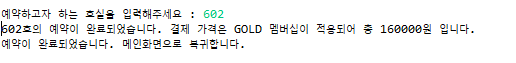 예약하고자 하는 호실을 입력해주세요 : 602
602호의 예약이 완료되었습니다. 결제 가격은 GOLD 멤버십이 적용되어 총 160000원 입니다.
예약이 완료되었습니다. 메인화면으로 복귀합니다.